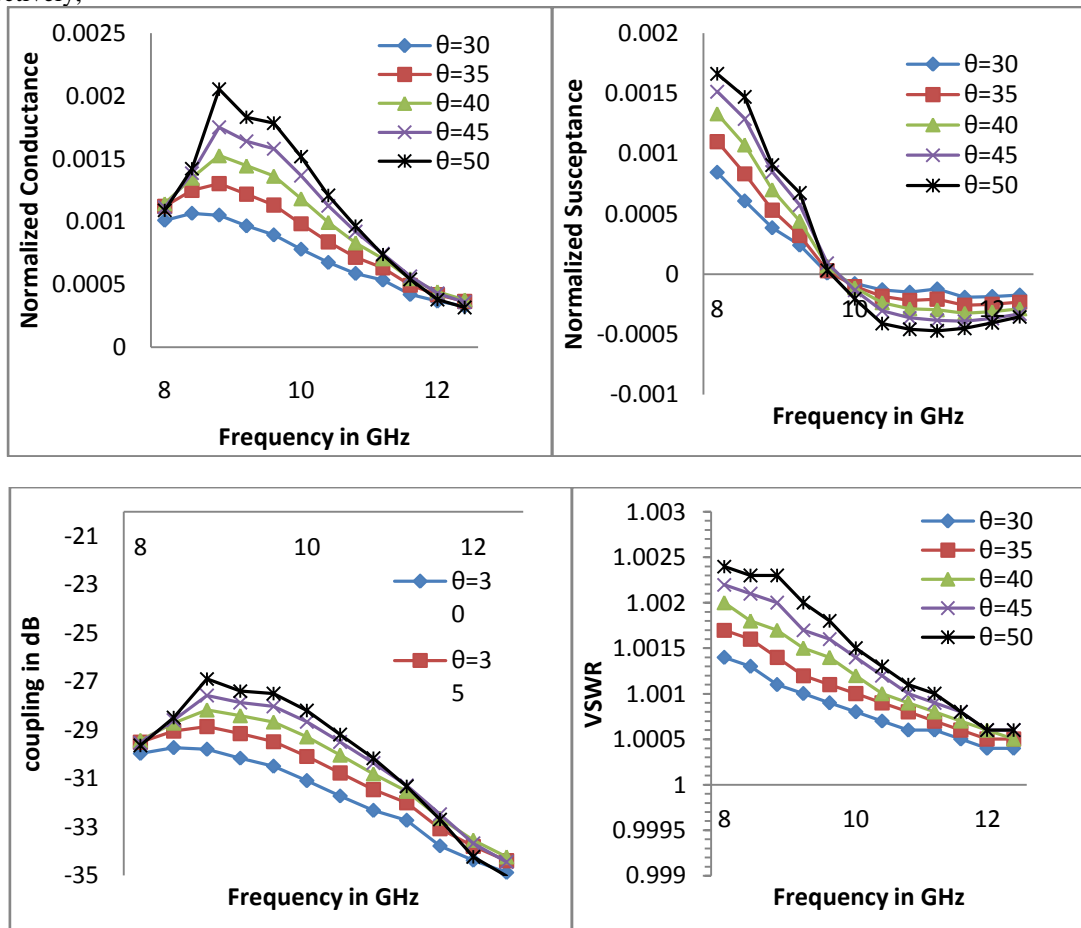 etively,
0.0025
0.002
0.0015
0.001
0.0005
0
8
10
12
Normalized Conductance
Frequency in GHz
θ=30
θ=35
θ=40
θ=45
θ=50
0.002
0.0015
0.001
0.0005
0
-0.0005
-0.001
8
10
12
Normalized Susceptance
Frequency in GHz
θ=30
θ=35
θ=40
θ=45
θ=50
-21
-23
-25
-27
-29
-31
-33
-35
8
10
12
coupling in dB
Frequency in GHz
θ=3
0
θ=3
5
1.003
1.0025
1.002
1.0015
1.001
1.0005
1
0.9995
0.999
8
10
12
VSWR
Frequency in GHz
θ=30
θ=35
θ=40
θ=45
θ=50